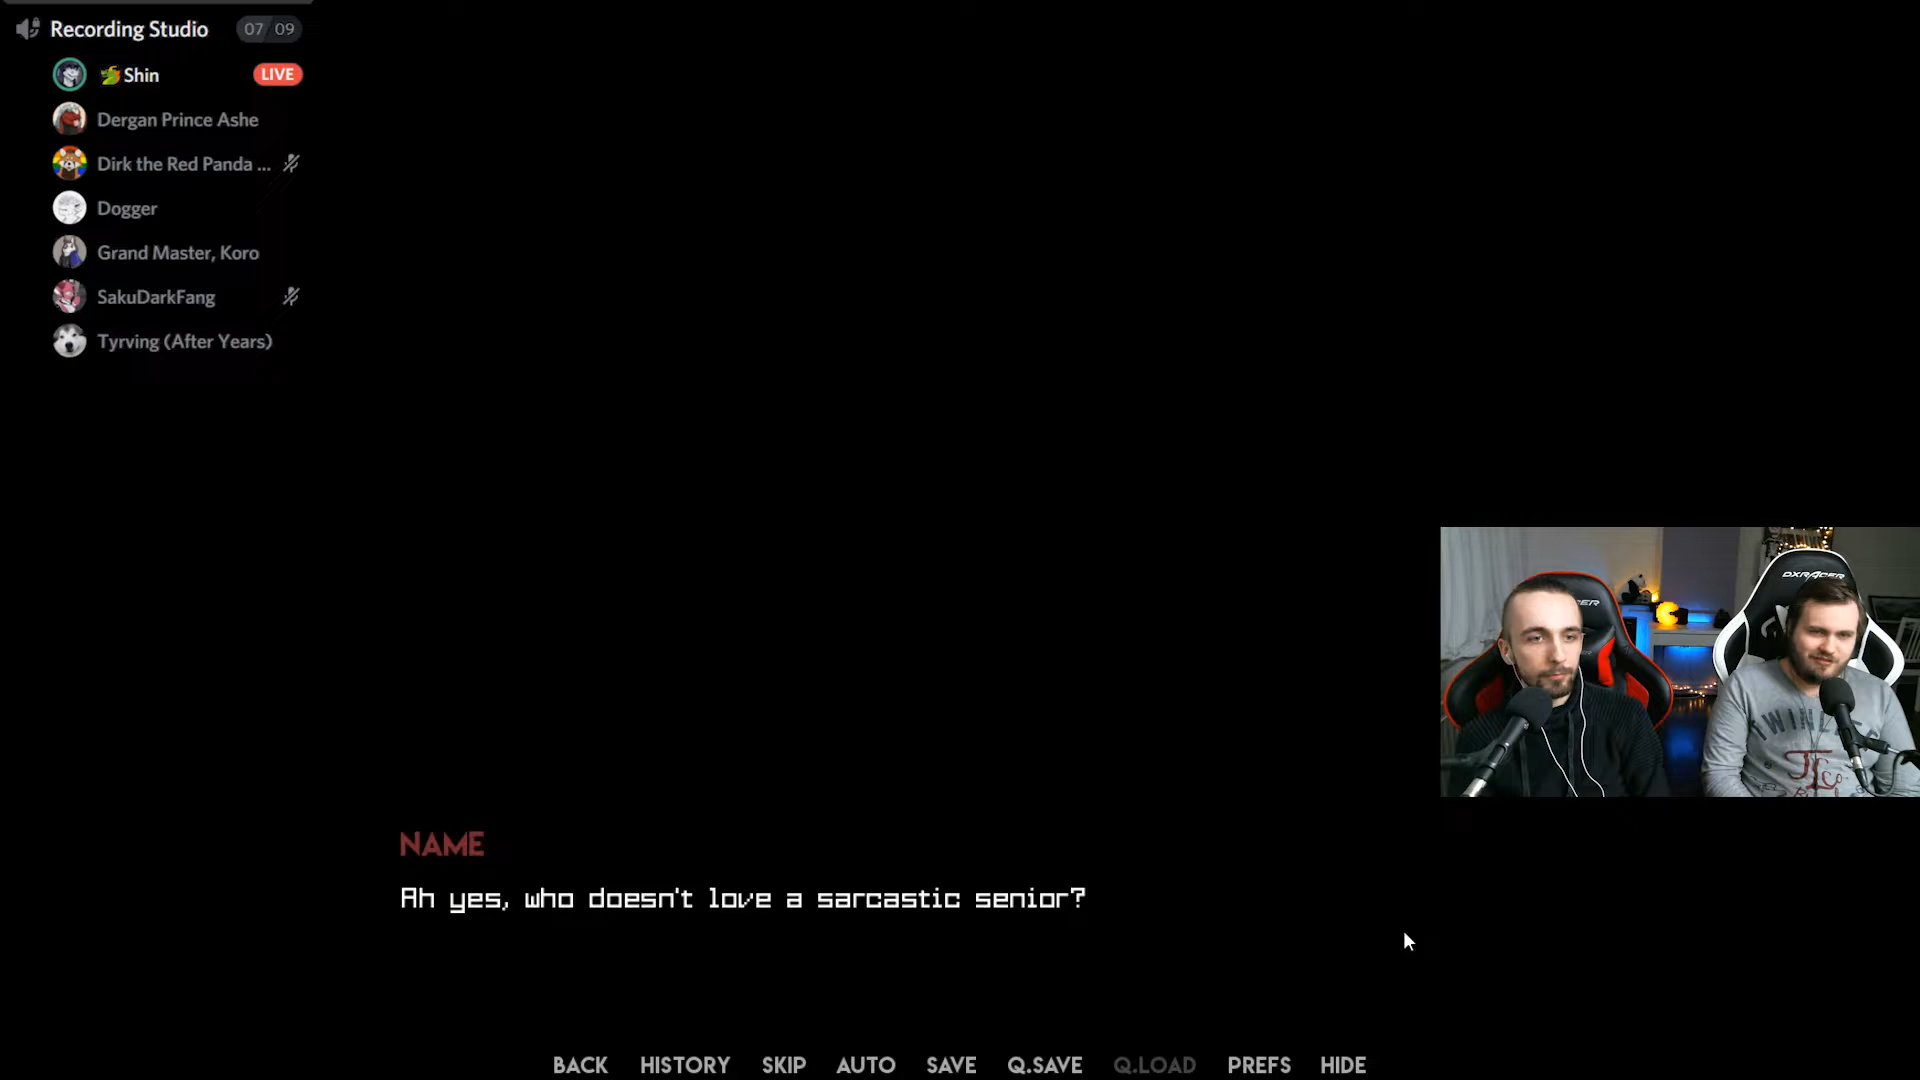 Recording Studio 07 09
Shin LIVE
Dergan Prince Ashe
Dirk the Red Panda ...
Dogger
Grand Master, Koro
SakuDarkFang
Tyrving (After Years)
DXRACER
CER
NAME
Ah yes, who doesn't love a sarcastic senior?
BACK HISTORY SKIP AUTO SAVE Q.SAVE Q.LOAD PREFS HIDE